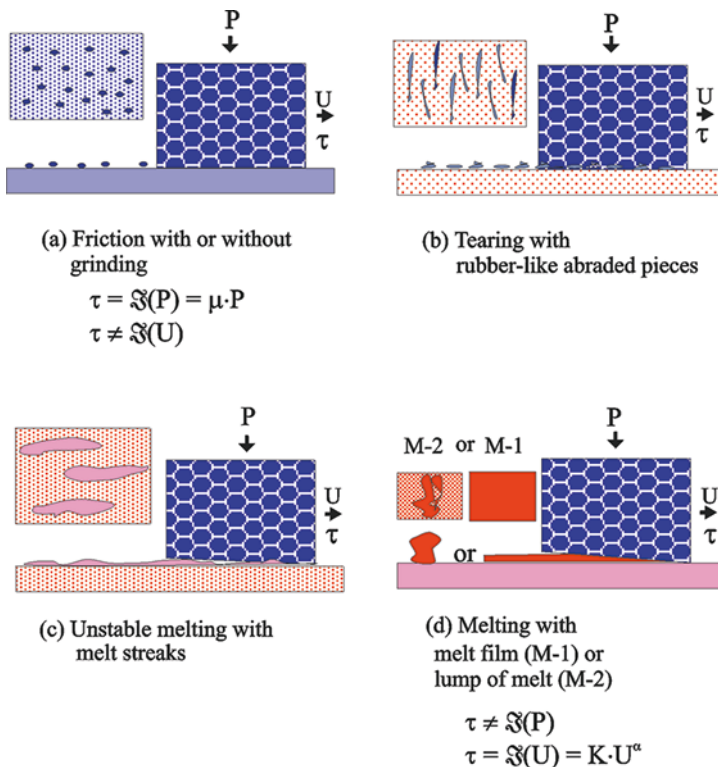 P
U
τ
(a) Friction with or without
grinding
τ = ℑ(P) = μ·P
τ ≠ ℑ(U)
P
U
τ
(b) Tearing with
rubber-like abraded pieces
P
U
τ
(c) Unstable melting with
melt streaks
P
M-2 or M-1
U
τ
or
(d) Melting with
melt film (M-1) or
lump of melt (M-2)
τ ≠ ℑ(P)
τ = ℑ(U) = K·U^α